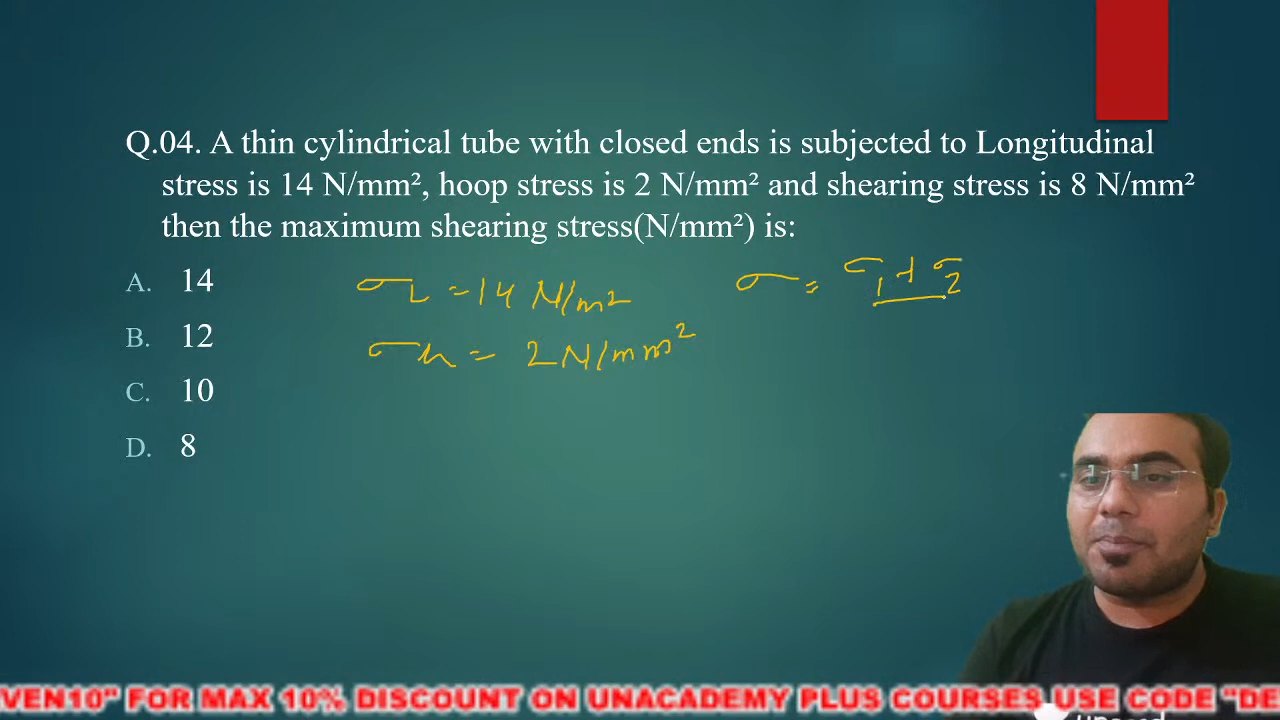 Q.04. A thin cylindrical tube with closed ends is subjected to Longitudinal
stress is 14 N/mm², hoop stress is 2 N/mm² and shearing stress is 8 N/mm²
then the maximum shearing stress(N/mm²) is:
A. 14
B. 12
C. 10
D. 8
σL = 14 N/m²
σh = 2N/mm²
σ = σ1 + σ2
VEN10" FOR MAX 10% DISCOUNT ON UNACADEMY PLUS COURSES USE CODE "DE